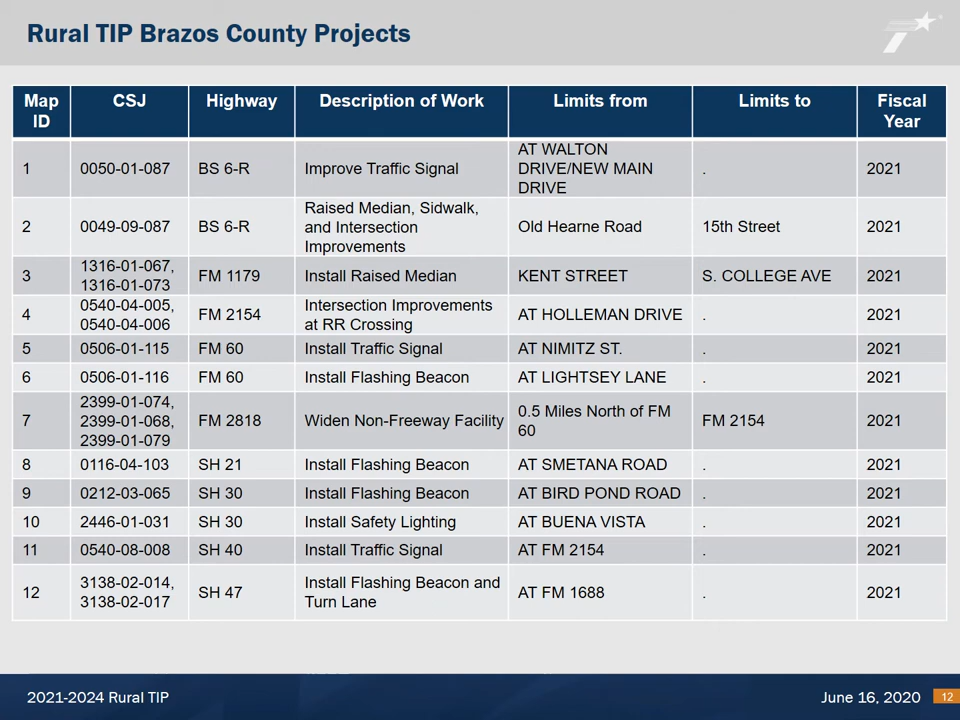 Rural TIP Brazos County Projects
Map ID CSJ Highway Description of Work Limits from Limits to Fiscal Year
1 0050-01-087 BS 6-R Improve Traffic Signal AT WALTON DRIVE/NEW MAIN DRIVE . 2021
2 0049-09-087 BS 6-R Raised Median, Sidwalk, and Intersection Improvements Old Hearne Road 15th Street 2021
3 1316-01-067, 1316-01-073 FM 1179 Install Raised Median KENT STREET S. COLLEGE AVE 2021
4 0540-04-005, 0540-04-006 FM 2154 Intersection Improvements at RR Crossing AT HOLLEMAN DRIVE . 2021
5 0506-01-115 FM 60 Install Traffic Signal AT NIMITZ ST. . 2021
6 0506-01-116 FM 60 Install Flashing Beacon AT LIGHTSEY LANE . 2021
7 2399-01-074, 2399-01-068, 2399-01-079 FM 2818 Widen Non-Freeway Facility 0.5 Miles North of FM 60 FM 2154 2021
8 0116-04-103 SH 21 Install Flashing Beacon AT SMETANA ROAD . 2021
9 0212-03-065 SH 30 Install Flashing Beacon AT BIRD POND ROAD . 2021
10 2446-01-031 SH 30 Install Safety Lighting AT BUENA VISTA . 2021
11 0540-08-008 SH 40 Install Traffic Signal AT FM 2154 . 2021
12 3138-02-014, 3138-02-017 SH 47 Install Flashing Beacon and Turn Lane AT FM 1688 . 2021
2021-2024 Rural TIP June 16, 2020 12